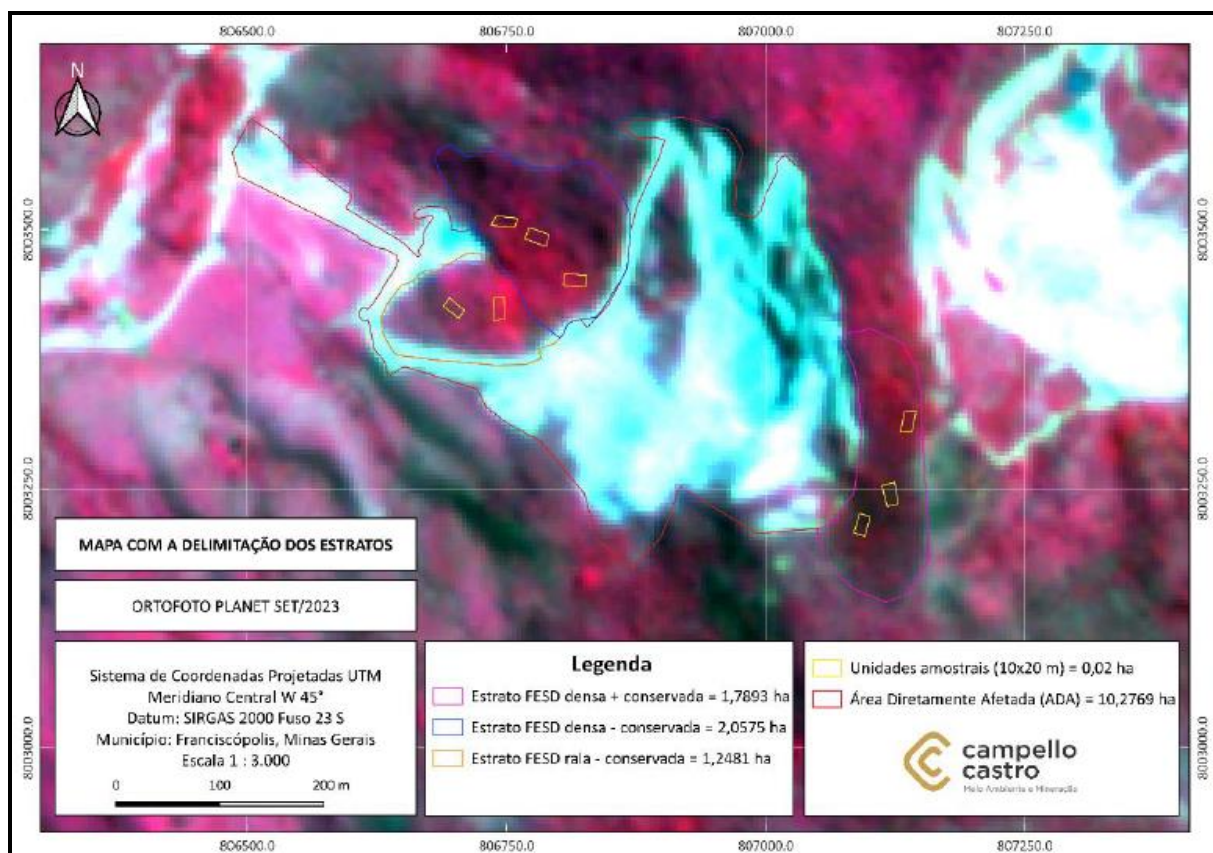 806500.0
806750.0
807000.0
807250.0
N
8003500.0
8003500.0
8003250.0
8003250.0
8003000.0
8003000.0
MAPA COM A DELIMITAÇÃO DOS ESTRATOS
ORTOFOTO PLANET SET/2023
Sistema de Coordenadas Projetadas UTM
Meridiano Central W 45°
Datum: SIRGAS 2000 Fuso 23 S
Município: Franciscópolis, Minas Gerais
Escala 1 : 3.000
0 100 200 m
Legenda
Estrato FESD densa + conservada = 1,7893 ha
Estrato FESD densa - conservada = 2,0575 ha
Estrato FESD rala - conservada = 1,2481 ha
Unidades amostrais (10x20 m) = 0,02 ha
Área Diretamente Afetada (ADA) = 10,2769 ha
campello
castro
Meio Ambiente e Mineração
806500.0
806750.0
807000.0
807250.0